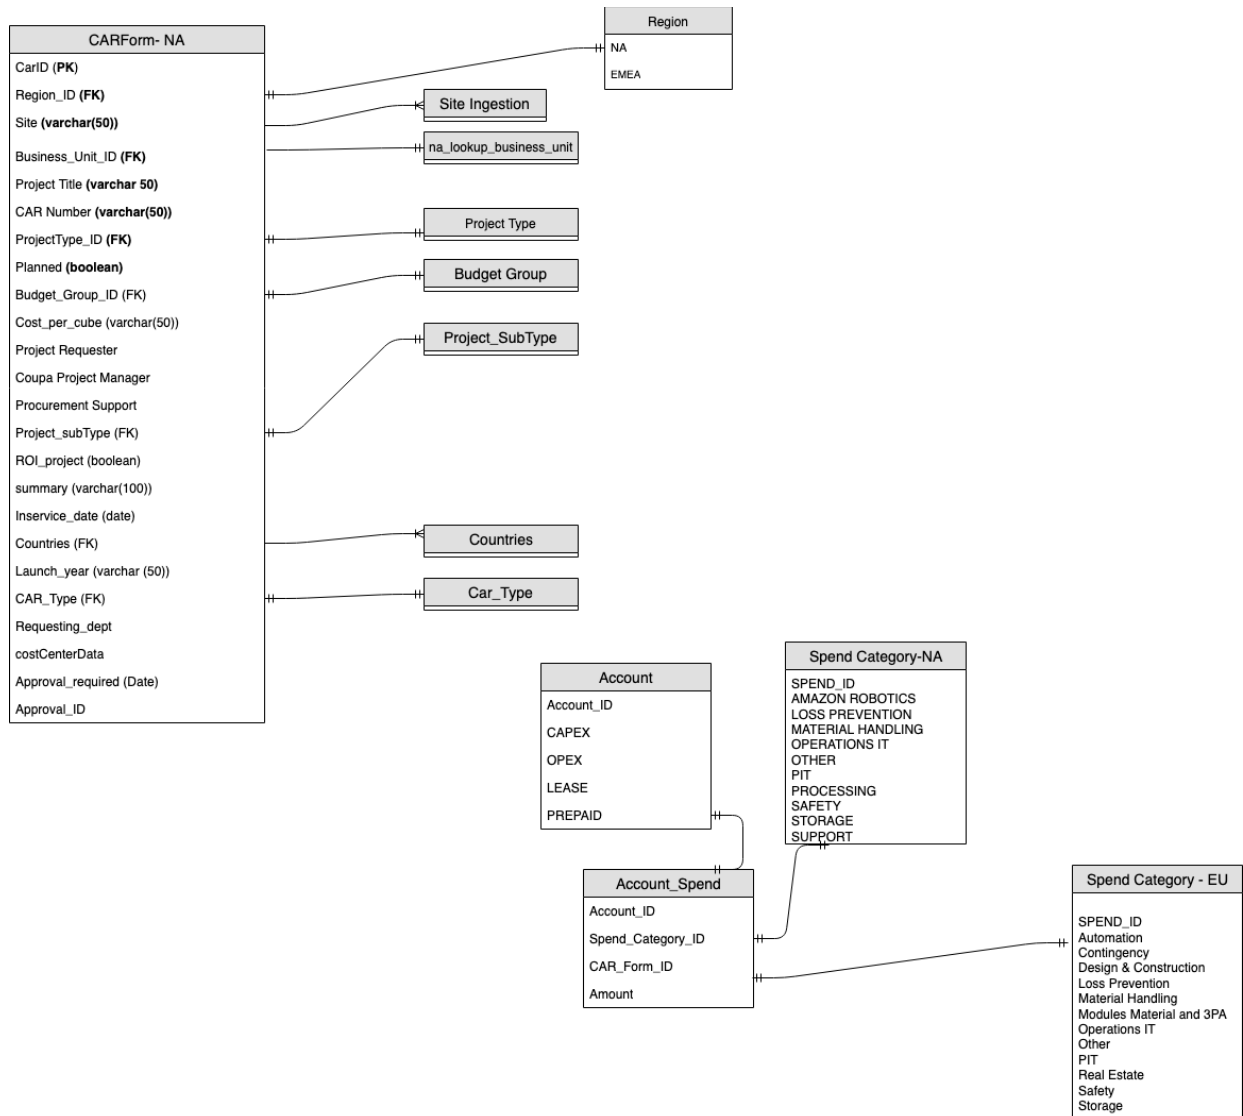 CARForm- NA
CarID (PK)
Region_ID (FK)
Site (varchar(50))
Business_Unit_ID (FK)
Project Title (varchar 50)
CAR Number (varchar(50))
ProjectType_ID (FK)
Planned (boolean)
Budget_Group_ID (FK)
Cost_per_cube (varchar(50))
Project Requester
Coupa Project Manager
Procurement Support
Project_subType (FK)
ROI_project (boolean)
summary (varchar(100))
Inservice_date (date)
Countries (FK)
Launch_year (varchar (50))
CAR_Type (FK)
Requesting_dept
costCenterData
Approval_required (Date)
Approval_ID
Region
NA
EMEA
Site Ingestion
na_lookup_business_unit
Project Type
Budget Group
Project_SubType
Countries
Car_Type
Account
Account_ID
CAPEX
OPEX
LEASE
PREPAID
Spend Category-NA
SPEND_ID
AMAZON ROBOTICS
LOSS PREVENTION
MATERIAL HANDLING
OPERATIONS IT
OTHER
PIT
PROCESSING
SAFETY
STORAGE
SUPPORT
Account_Spend
Account_ID
Spend_Category_ID
CAR_Form_ID
Amount
Spend Category - EU
SPEND_ID
Automation
Contingency
Design & Construction
Loss Prevention
Material Handling
Modules Material and 3PA
Operations IT
Other
PIT
Real Estate
Safety
Storage